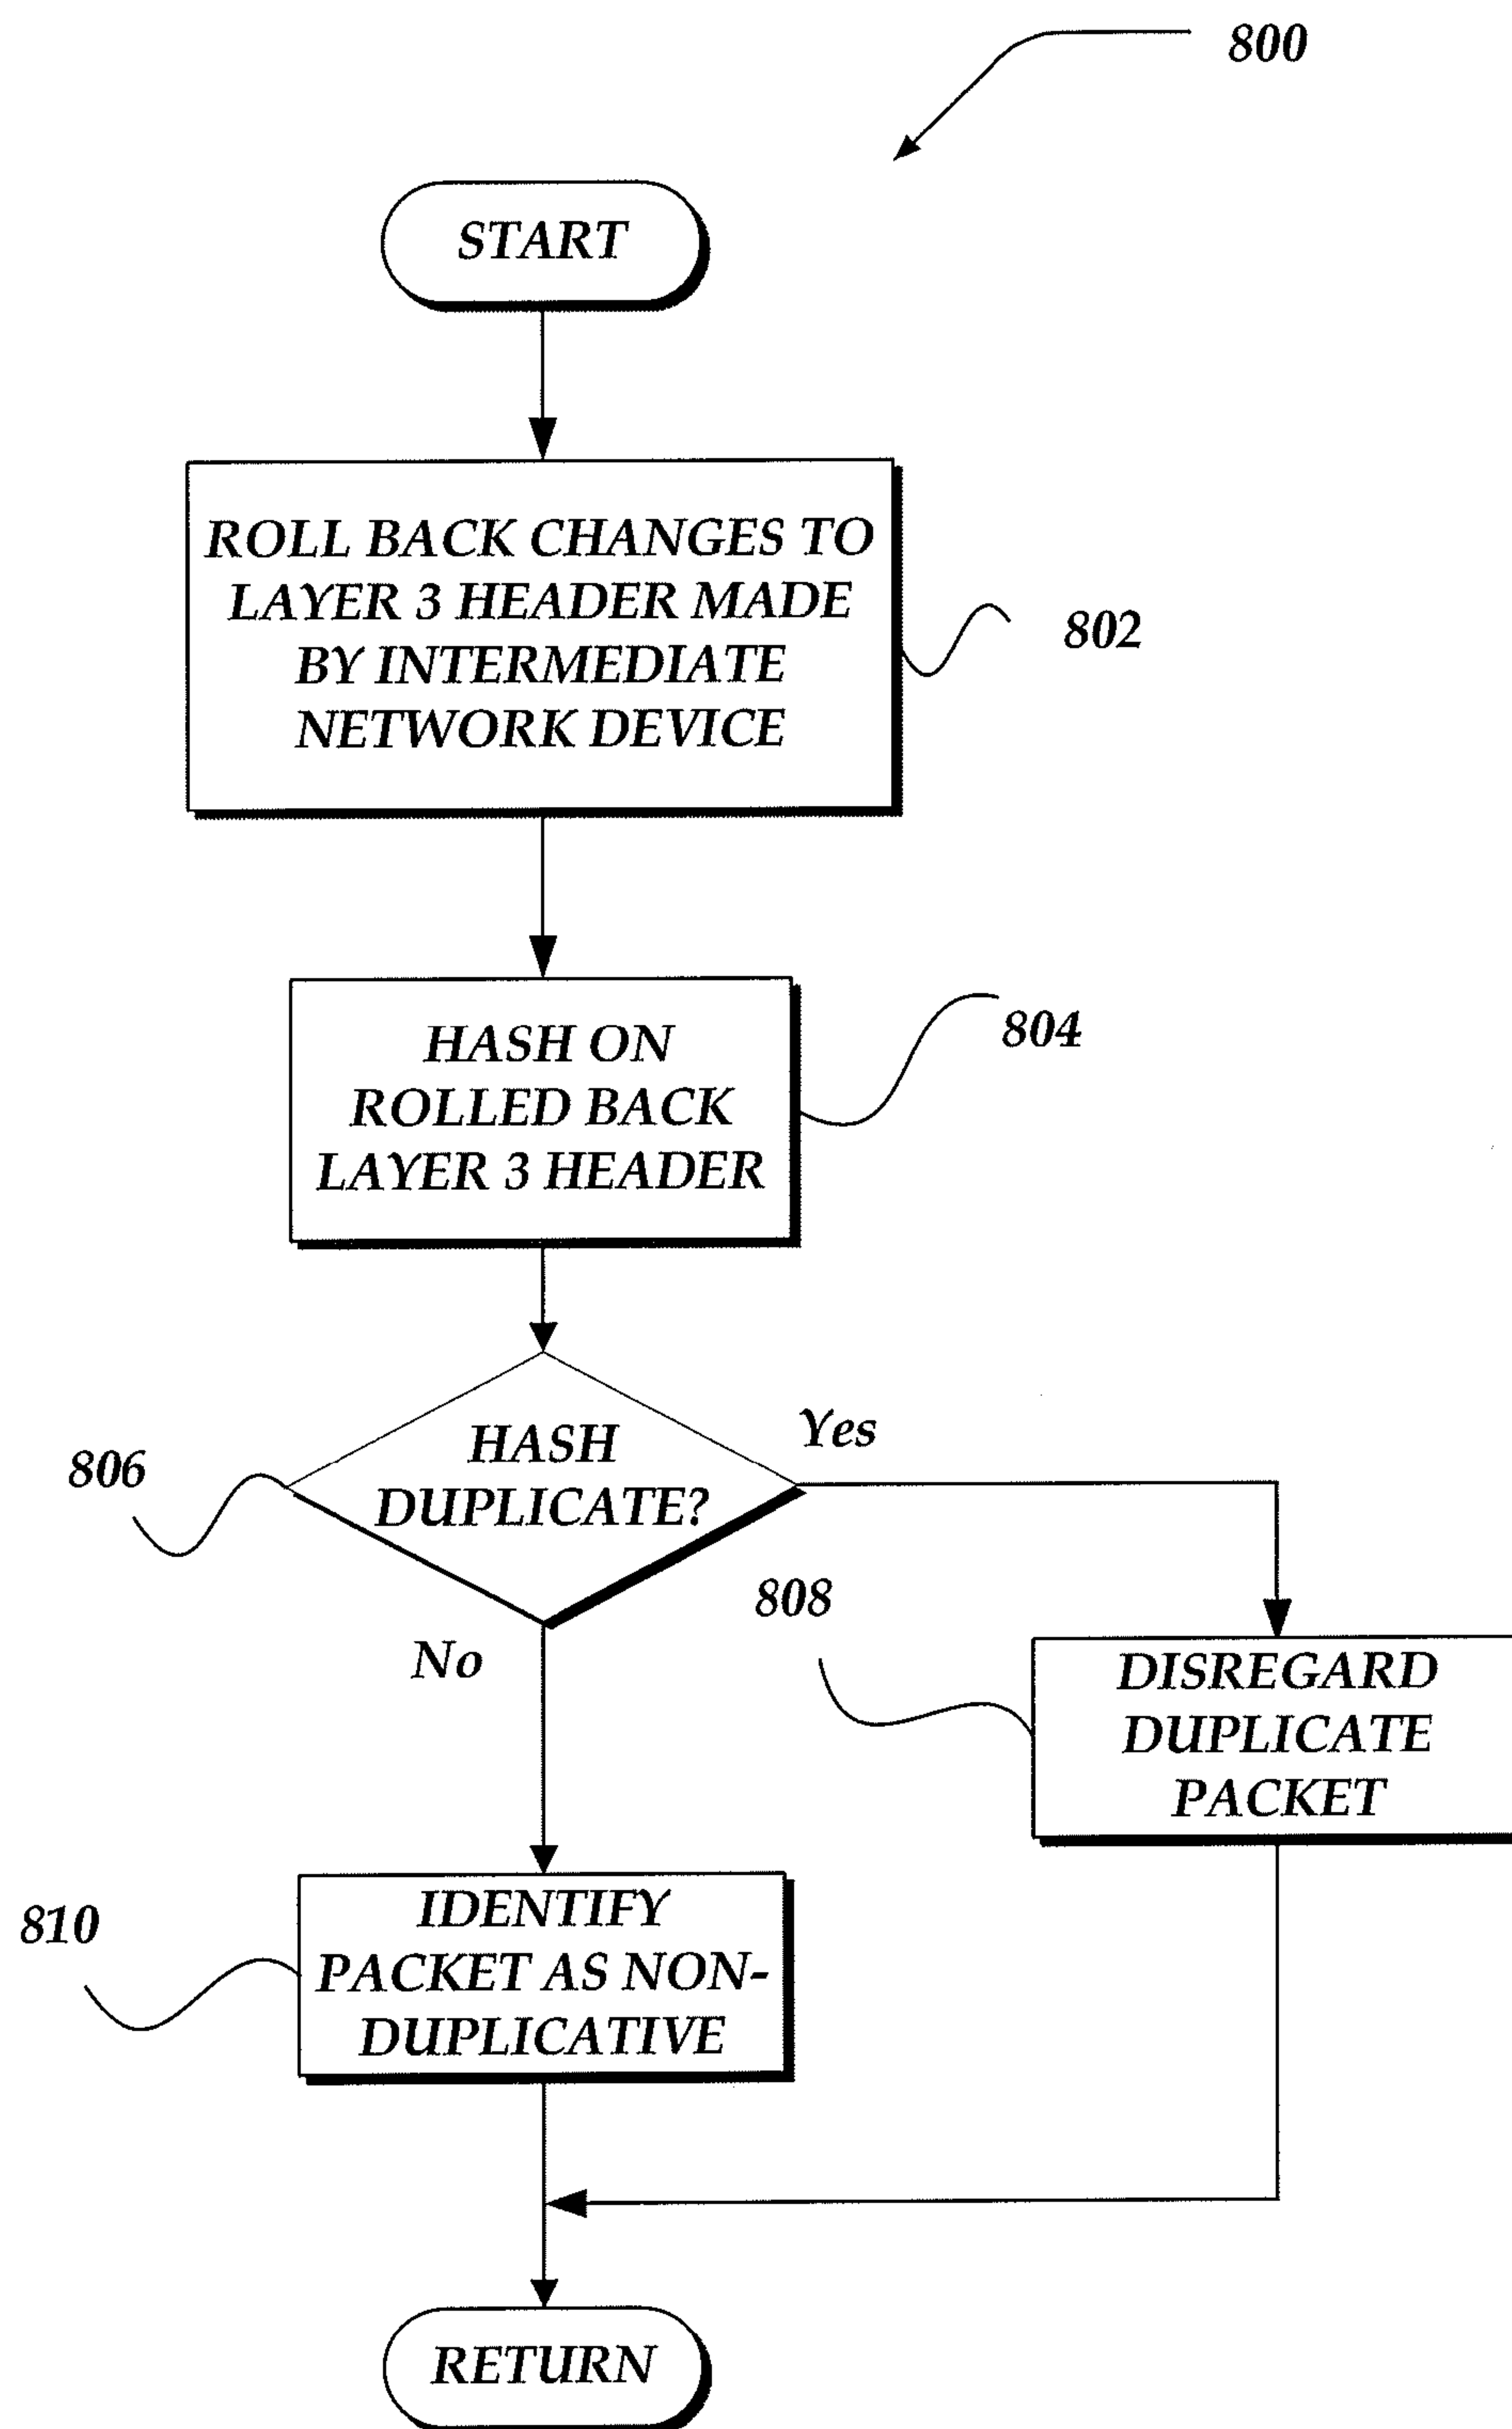 800
START
ROLL BACK CHANGES TO
LAYER 3 HEADER MADE
BY INTERMEDIATE
NETWORK DEVICE
802
HASH ON
ROLLED BACK
LAYER 3 HEADER
804
HASH
DUPLICATE?
806
Yes
No
808
DISREGARD
DUPLICATE
PACKET
IDENTIFY
PACKET AS NON-
DUPLICATIVE
810
RETURN